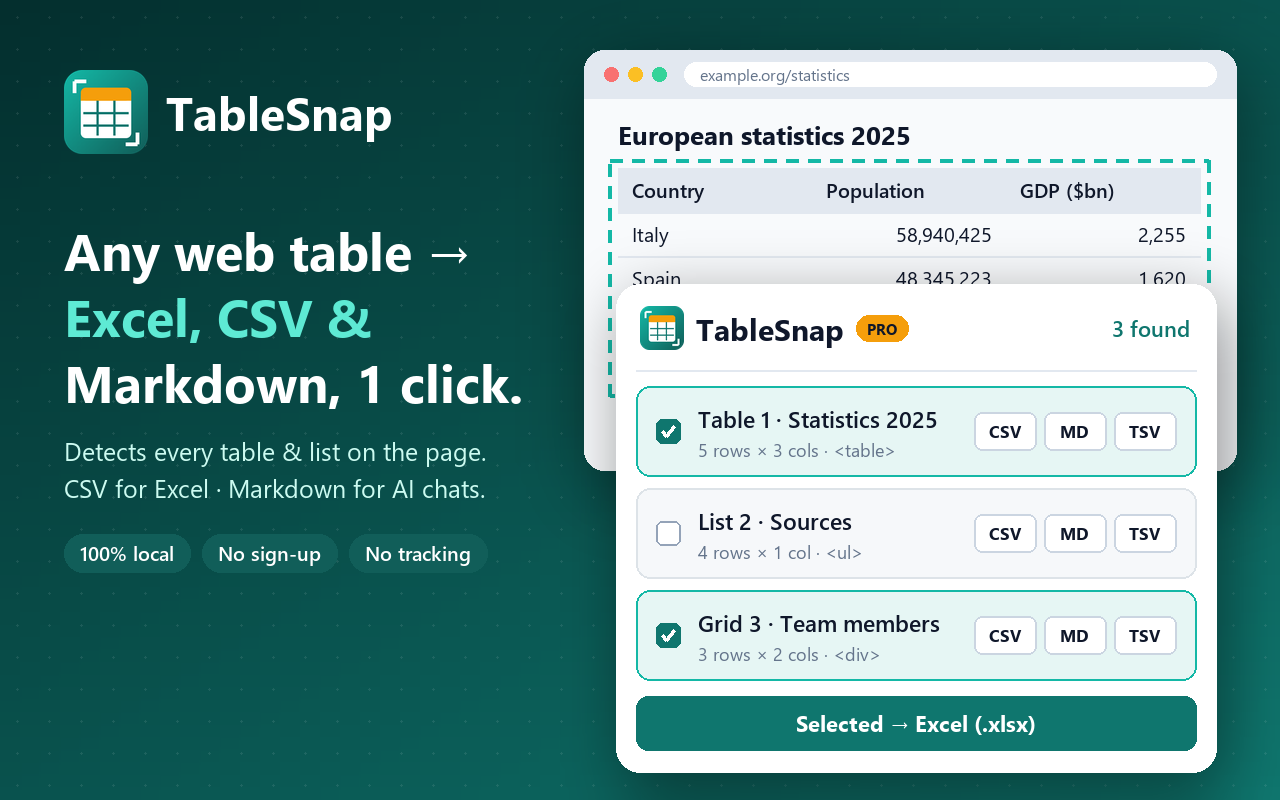 TableSnap
Any web table →
Excel, CSV &
Markdown, 1 click.
Detects every table & list on the page.
CSV for Excel · Markdown for AI chats.
100% local No sign-up No tracking
example.org/statistics
European statistics 2025
Country Population GDP ($bn)
Italy 58,940,425 2,255
Spain 48,345,223 1,620
TableSnap PRO 3 found
Table 1 · Statistics 2025
5 rows × 3 cols · <table>
CSV MD TSV
List 2 · Sources
4 rows × 1 col · <ul>
CSV MD TSV
Grid 3 · Team members
3 rows × 2 cols · <div>
CSV MD TSV
Selected → Excel (.xlsx)